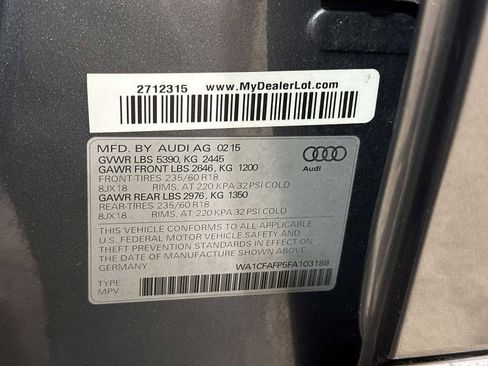 2712315 www.MyDealerLot.com
MFD. BY AUDI AG 02 15
GVWR LBS 5390, KG 2445
GAWR FRONT LBS 2646, KG 1200
FRONT-TIRES 235/60 R18
8JX18 RIMS, AT 220 KPA 32 PSI COLD
GAWR REAR LBS 2976, KG 1350
REAR-TIRES 235/60 R18
8JX18 RIMS, AT 220 KPA 32 PSI COLD
Audi
THIS VEHICLE CONFORMS TO ALL APPLICABLE
U.S. FEDERAL MOTOR VEHICLE SAFETY AND
THEFT PREVENTION STANDARDS IN EFFECT ON
THE DATE OF MANUFACTURE SHOWN ABOVE
GERMANY WA1CFAFP5FA103188
TYPE:
MPV